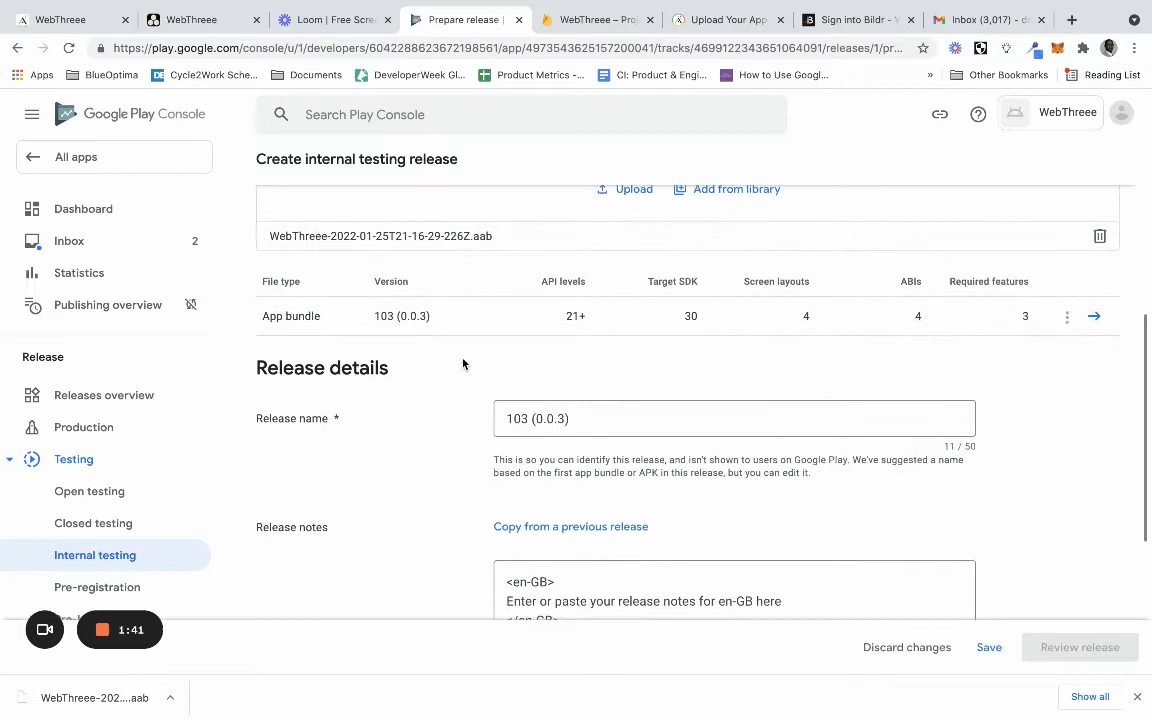 WebThreee
WebThreee
Loom | Free Scree
Prepare release |
WebThreee – Proj
Upload Your App
Sign into Bildr - V
Inbox (3,017) - de
https://play.google.com/console/u/1/developers/6042288623672198561/app/4973543625157200041/tracks/4699122343651064091/releases/1/pr...
Apps
BlueOptima
Cycle2Work Sche...
Documents
DeveloperWeek Gl...
Product Metrics -...
CI: Product & Engi...
How to Use Googl...
»
Other Bookmarks
Reading List
Google Play Console
Search Play Console
WebThreee
All apps
Create internal testing release
Upload
Add from library
Dashboard
Inbox 2
Statistics
Publishing overview
Release
Releases overview
Production
Testing
Open testing
Closed testing
Internal testing
Pre-registration
WebThreee-2022-01-25T21-16-29-226Z.aab
File type Version API levels Target SDK Screen layouts ABIs Required features
App bundle 103 (0.0.3) 21+ 30 4 4 3
Release details
Release name *
103 (0.0.3)
11 / 50
This is so you can identify this release, and isn't shown to users on Google Play. We've suggested a name
based on the first app bundle or APK in this release, but you can edit it.
Release notes
Copy from a previous release
<en-GB>
Enter or paste your release notes for en-GB here
</en-GB>
1:41
Discard changes
Save
Review release
WebThreee-202....aab
Show all